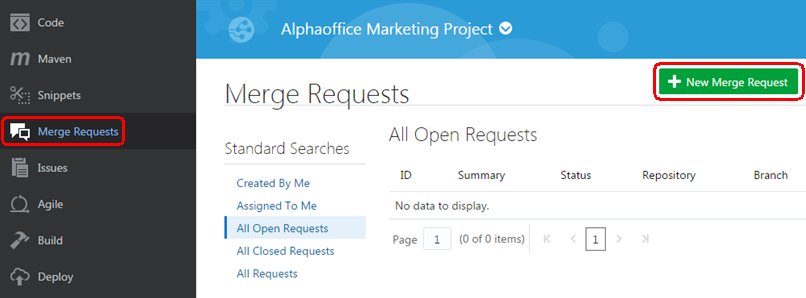 Code
Maven
Snippets
Merge Requests
Issues
Agile
Build
Deploy
Alphaoffice Marketing Project
Merge Requests
New Merge Request
Standard Searches
Created By Me
Assigned To Me
All Open Requests
All Closed Requests
All Requests
All Open Requests
ID Summary Status Repository Branch
No data to display.
Page 1 (0 of 0 items) 1